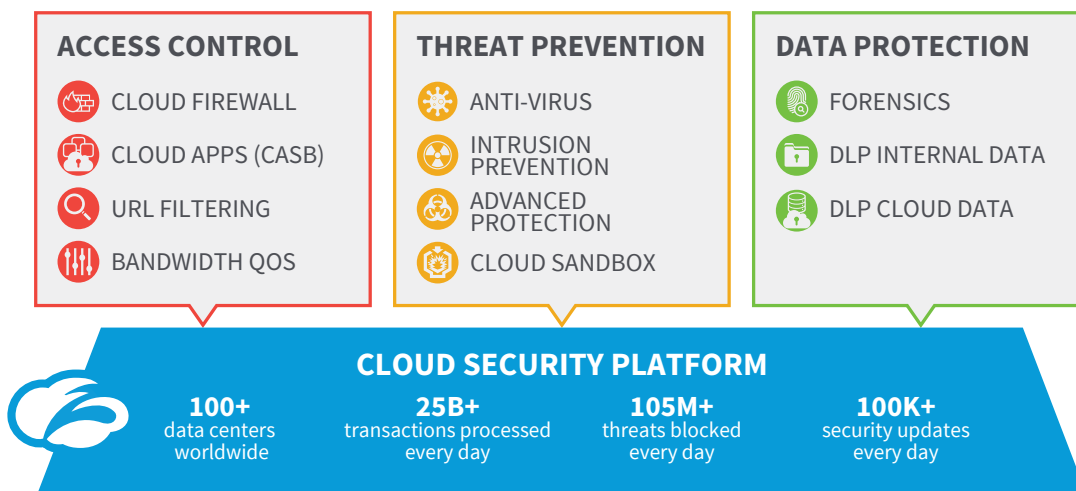 ACCESS CONTROL
CLOUD FIREWALL
CLOUD APPS (CASB)
URL FILTERING
BANDWIDTH QOS
THREAT PREVENTION
ANTI-VIRUS
INTRUSION
PREVENTION
ADVANCED
PROTECTION
CLOUD SANDBOX
DATA PROTECTION
FORENSICS
DLP INTERNAL DATA
DLP CLOUD DATA
CLOUD SECURITY PLATFORM
100+
data centers
worldwide
25B+
transactions processed
every day
105M+
threats blocked
every day
100K+
security updates
every day